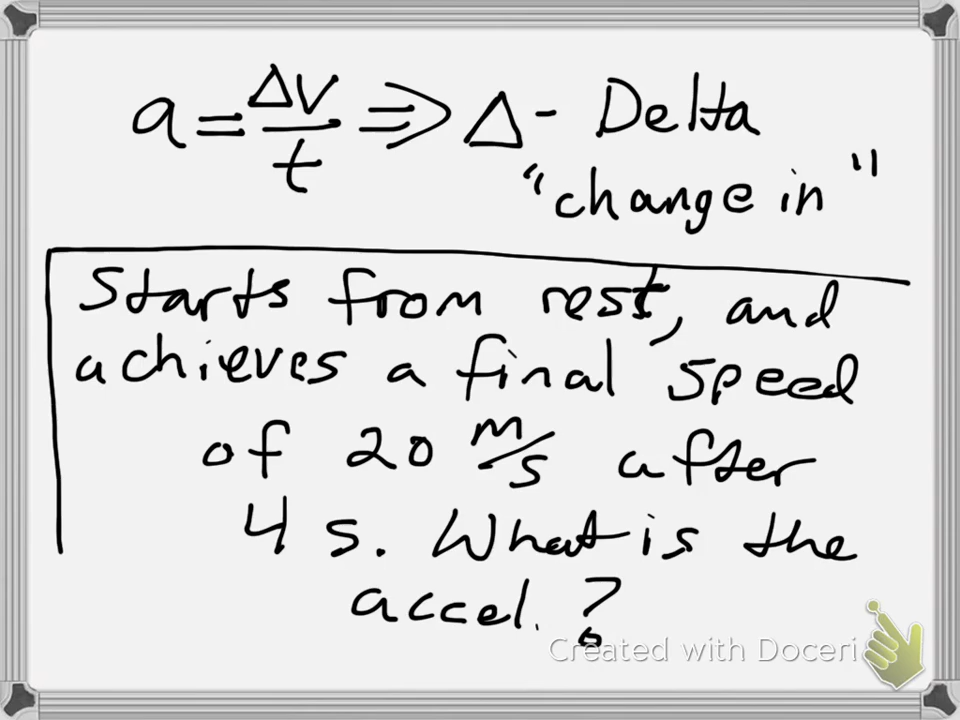 a = ΔV/t ⇒ Δ - Delta
"change in"
Starts from rest, and
achieves a final speed
of 20 m/s after
4 s. What is the
accel.?
Created with Doceri